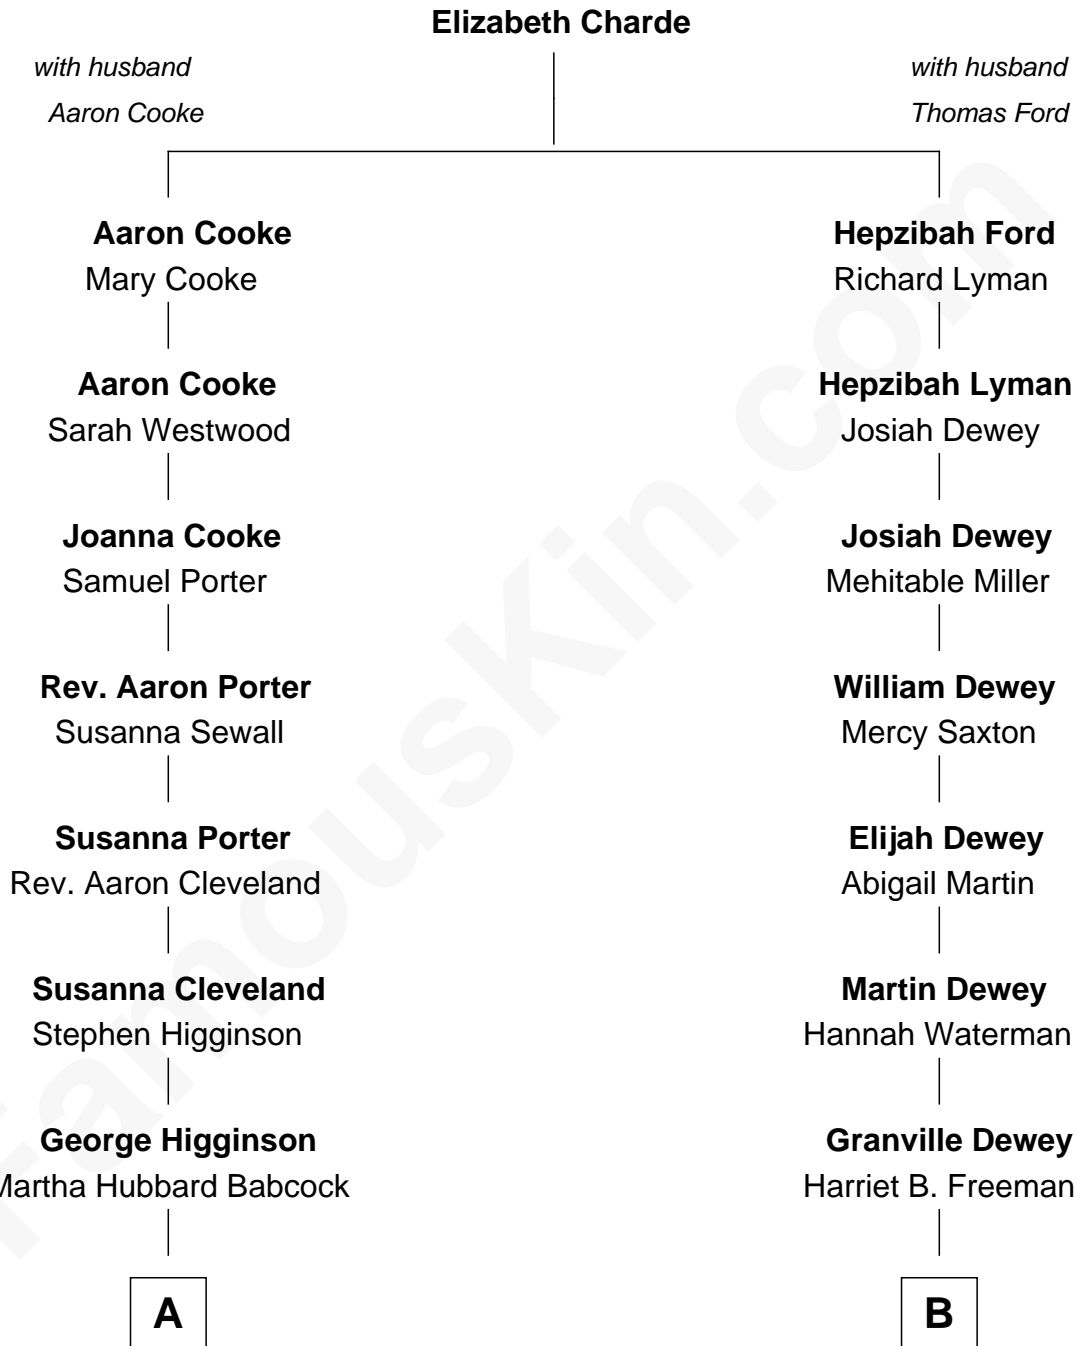 Elizabeth Charde
with husband
Aaron Cooke
with husband
Thomas Ford
Aaron Cooke
Mary Cooke
Hepzibah Ford
Richard Lyman
Aaron Cooke
Sarah Westwood
Hepzibah Lyman
Josiah Dewey
Joanna Cooke
Samuel Porter
Josiah Dewey
Mehitable Miller
Rev. Aaron Porter
Susanna Sewall
William Dewey
Mercy Saxton
Susanna Porter
Rev. Aaron Cleveland
Elijah Dewey
Abigail Martin
Susanna Cleveland
Stephen Higginson
Martin Dewey
Hannah Waterman
George Higginson
Martha Hubbard Babcock
Granville Dewey
Harriet B. Freeman
A
B
FamousKin.com